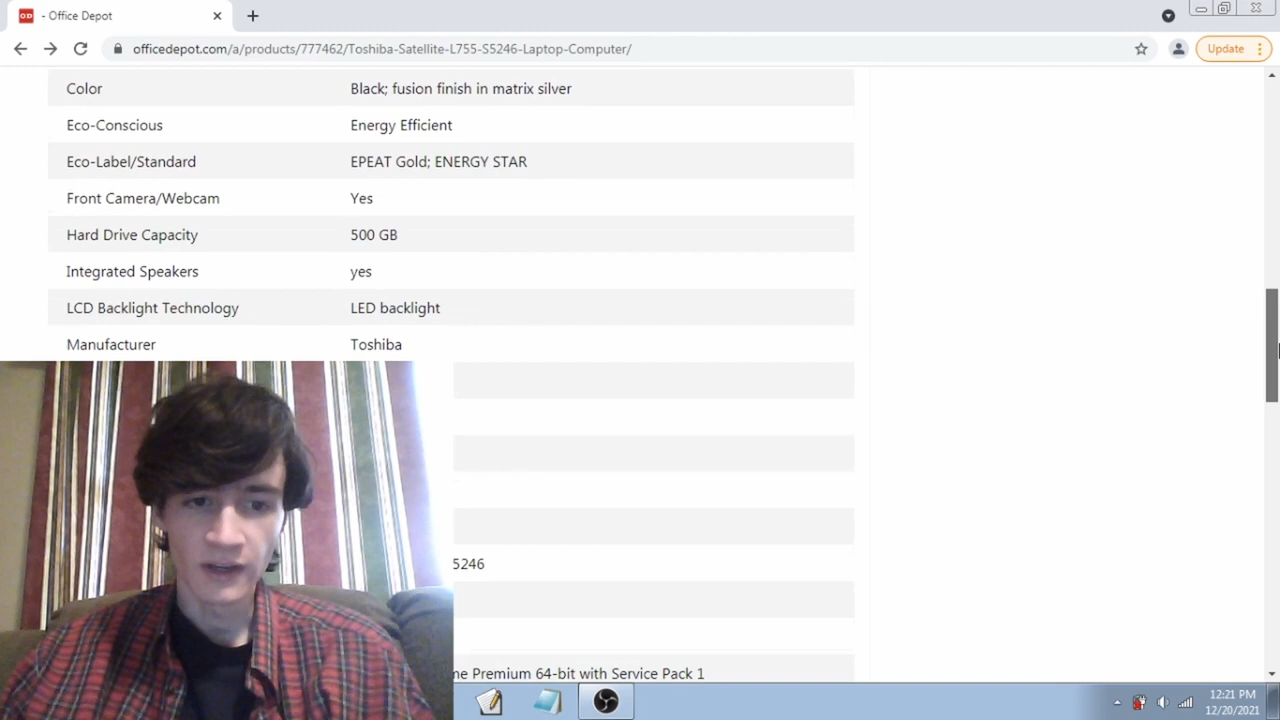 - Office Depot
officedepot.com/a/products/777462/Toshiba-Satellite-L755-S5246-Laptop-Computer/
Update
Color Black; fusion finish in matrix silver
Eco-Conscious Energy Efficient
Eco-Label/Standard EPEAT Gold; ENERGY STAR
Front Camera/Webcam Yes
Hard Drive Capacity 500 GB
Integrated Speakers yes
LCD Backlight Technology LED backlight
Manufacturer Toshiba
5246
me Premium 64-bit with Service Pack 1
12:21 PM
12/20/2021